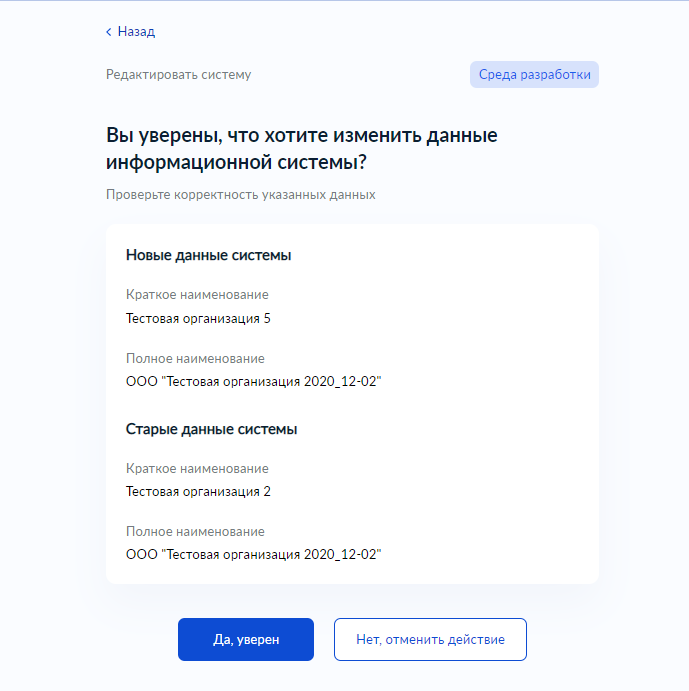 Назад
Редактировать систему
Среда разработки
Вы уверены, что хотите изменить данные
информационной системы?
Проверьте корректность указанных данных
Новые данные системы
Краткое наименование
Тестовая организация 5
Полное наименование
ООО "Тестовая организация 2020_12-02"
Старые данные системы
Краткое наименование
Тестовая организация 2
Полное наименование
ООО "Тестовая организация 2020_12-02"
Да, уверен
Нет, отменить действие